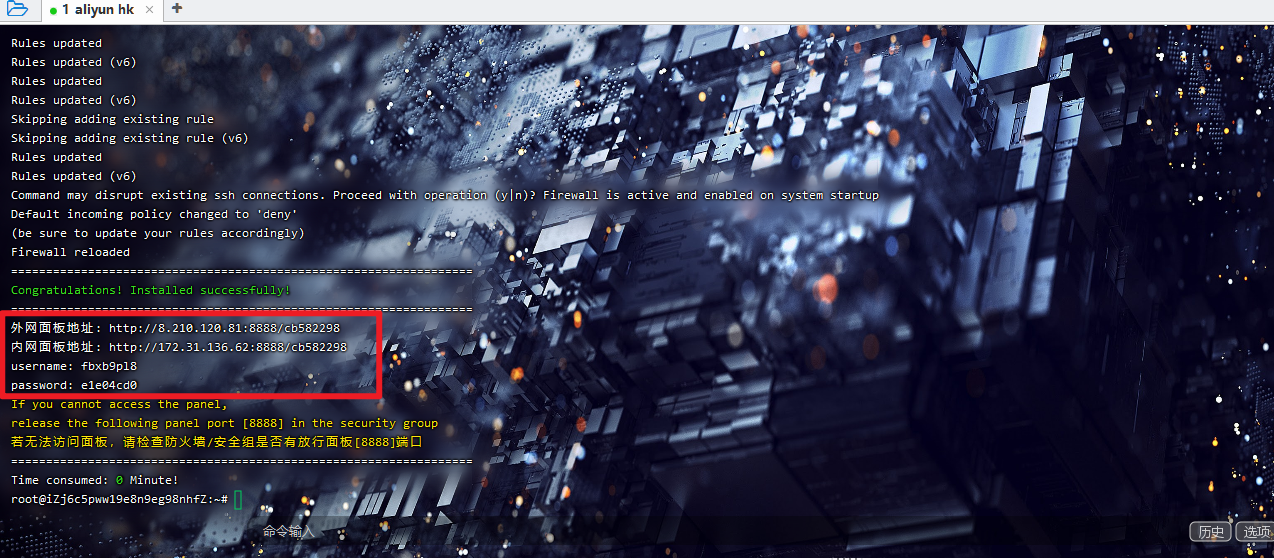 1 aliyun hk
Rules updated
Rules updated (v6)
Rules updated
Rules updated (v6)
Skipping adding existing rule
Skipping adding existing rule (v6)
Rules updated
Rules updated (v6)
Command may disrupt existing ssh connections. Proceed with operation (y|n)? Firewall is active and enabled on system startup
Default incoming policy changed to 'deny'
(be sure to update your rules accordingly)
Firewall reloaded
==================================================================
Congratulations! Installed successfully!
==================================================================
外网面板地址: http://8.210.120.81:8888/cb582298
内网面板地址: http://172.31.136.62:8888/cb582298
username: fbxb9pl8
password: e1e04cd0
If you cannot access the panel,
release the following panel port [8888] in the security group
若无法访问面板，请检查防火墙/安全组是否有放行面板[8888]端口
==================================================================
Time consumed: 0 Minute!
root@iZj6c5pww19e8n9eg98nhfZ:~#
命令输入
历史 选项